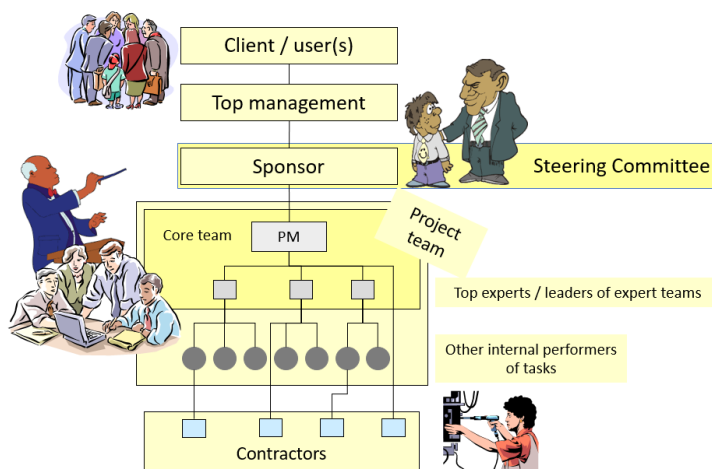 Client / user(s)
Top management
Sponsor
Steering Committee
Project
team
Core team
PM
Top experts / leaders of expert teams
Other internal performers
of tasks
Contractors